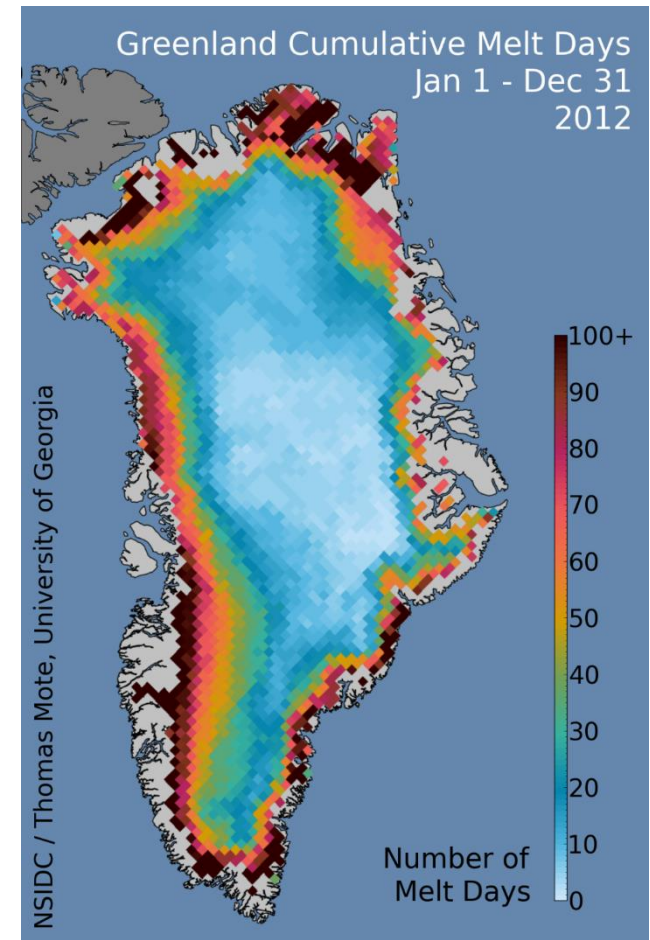 Greenland Cumulative Melt Days
Jan 1 - Dec 31
2012
100+
90
80
70
60
50
40
30
20
10
0
Number of
Melt Days
NSIDC / Thomas Mote, University of Georgia